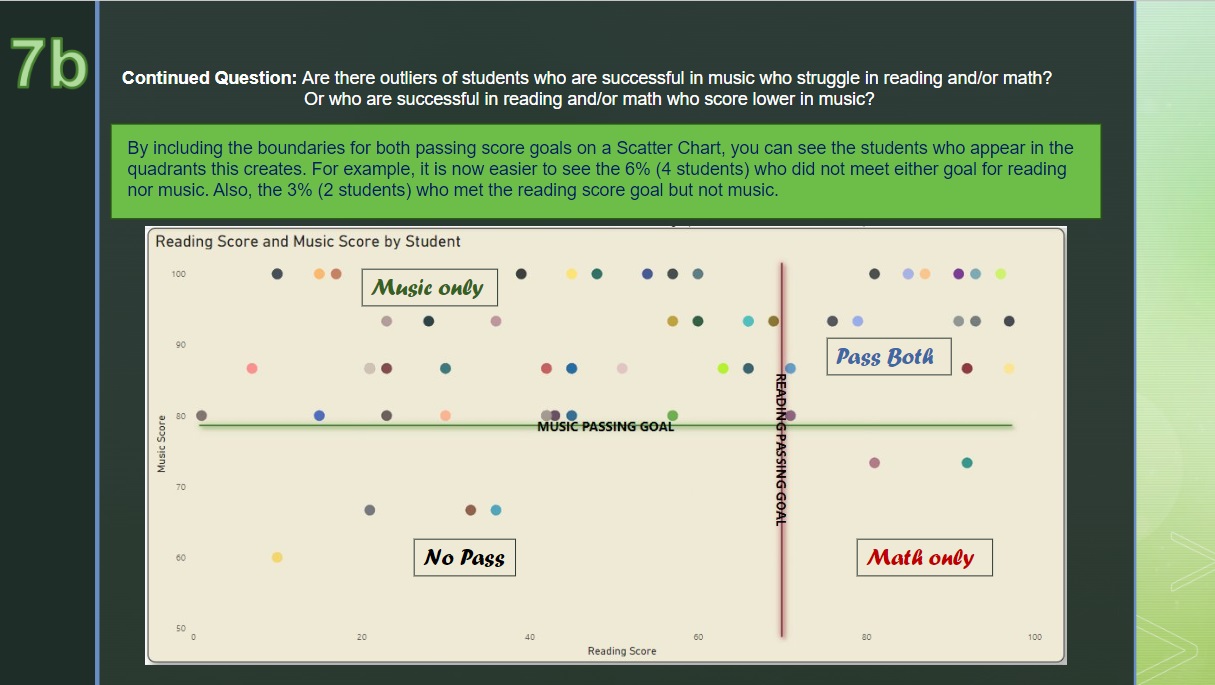 7b
Continued Question: Are there outliers of students who are successful in music who struggle in reading and/or math?
Or who are successful in reading and/or math who score lower in music?
By including the boundaries for both passing score goals on a Scatter Chart, you can see the students who appear in the
quadrants this creates. For example, it is now easier to see the 6% (4 students) who did not meet either goal for reading
nor music. Also, the 3% (2 students) who met the reading score goal but not music.
Reading Score and Music Score by Student
100
Music only
90
Pass Both
80
MUSIC PASSING GOAL
READING PASSING GOAL
Music Score
70
60
No Pass
Math only
50
0
20
40
60
80
100
Reading Score